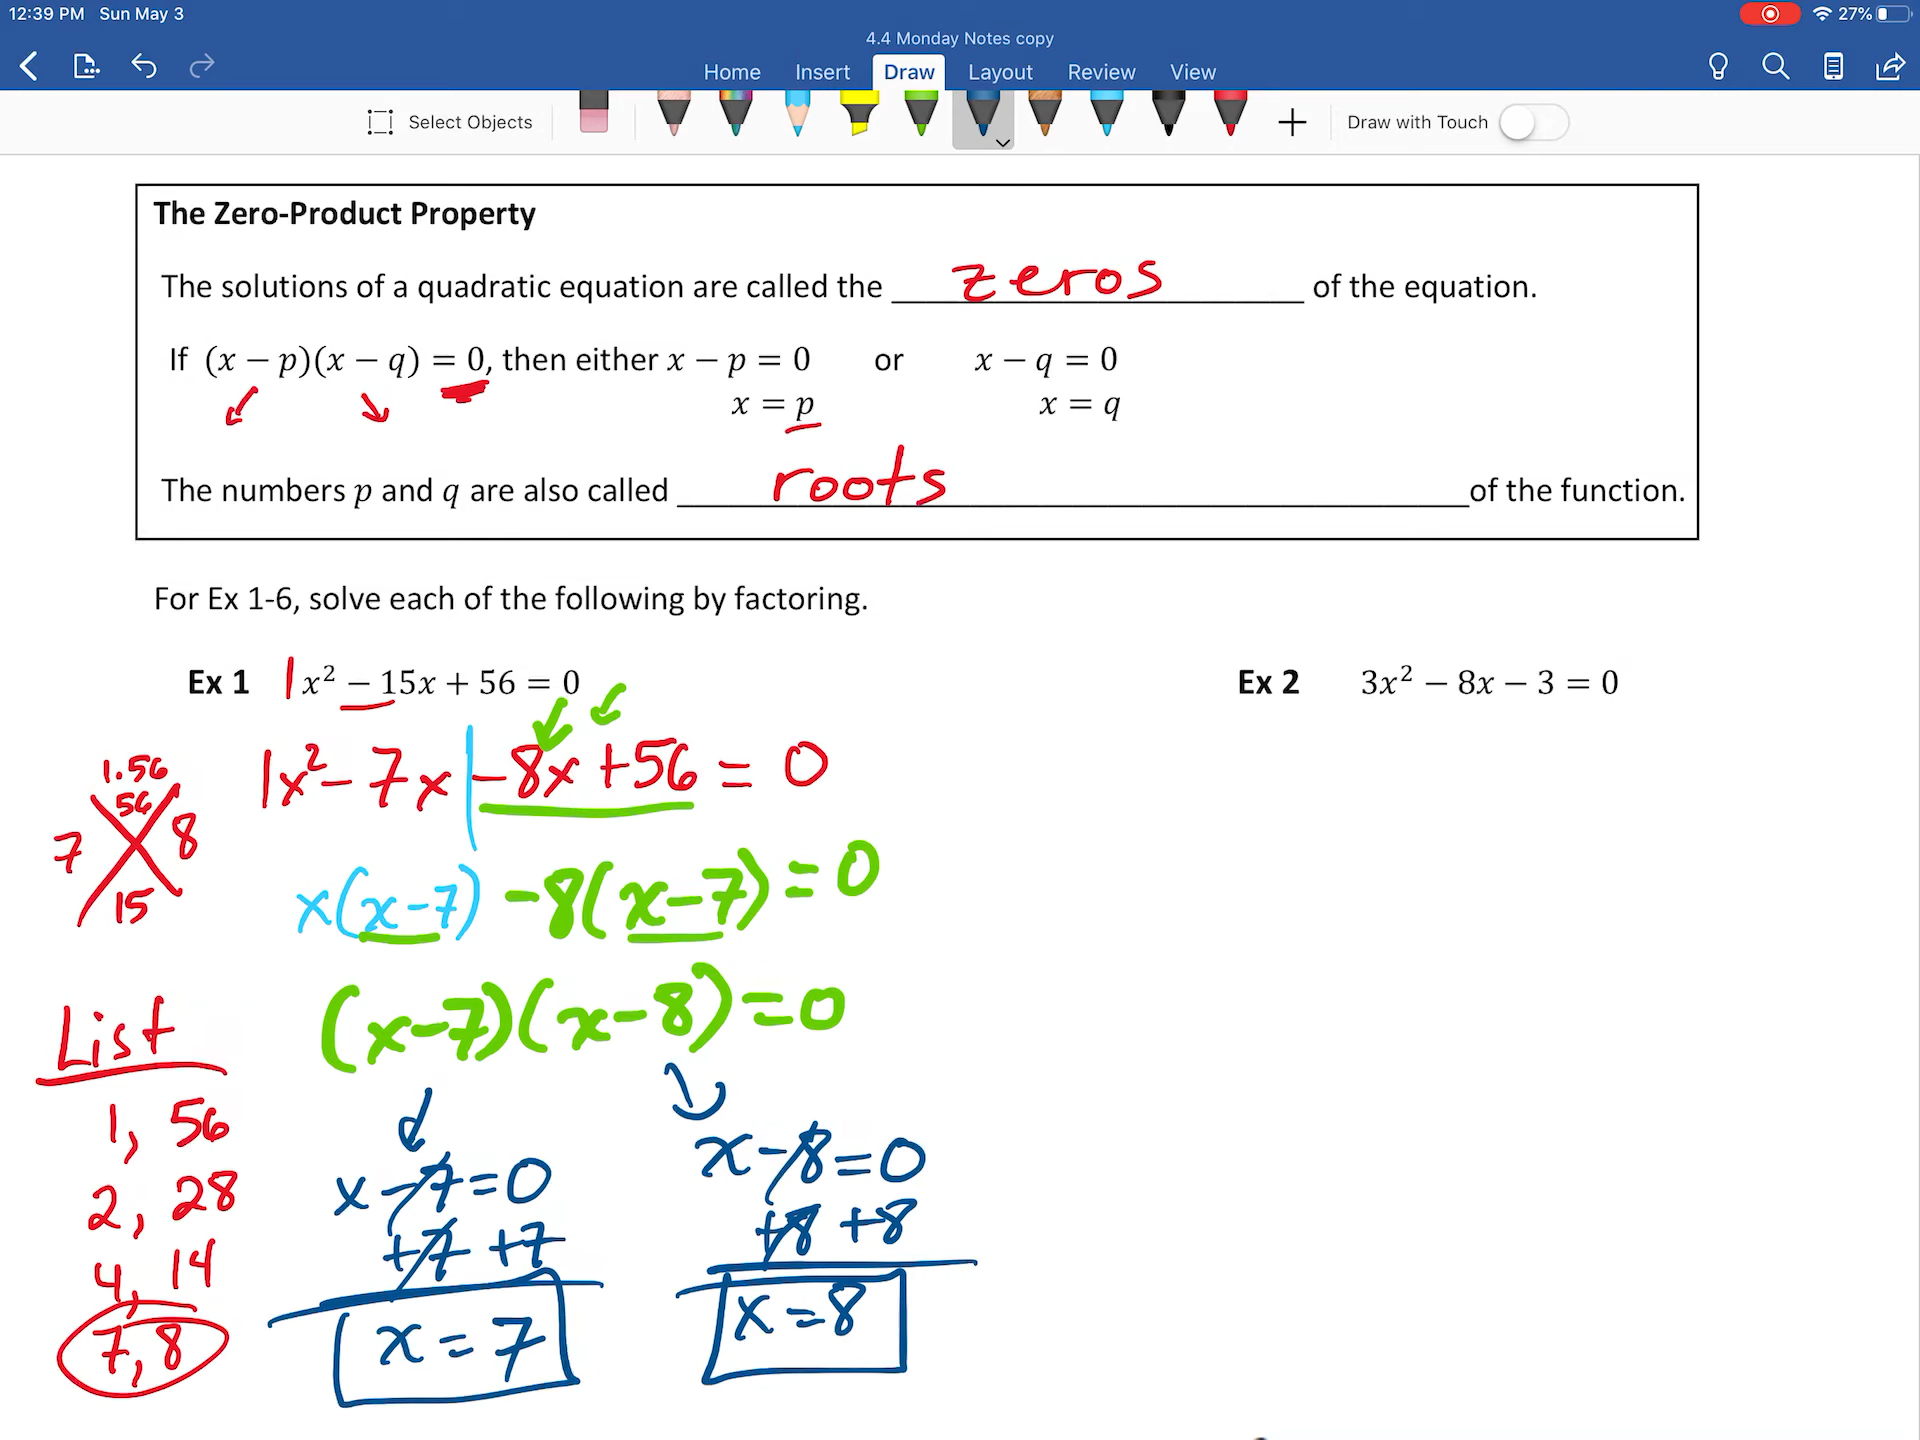 12:39 PM Sun May 3
27%
4.4 Monday Notes copy
Home Insert Draw Layout Review View
Select Objects
Draw with Touch
The Zero-Product Property
The solutions of a quadratic equation are called the zeros of the equation.
If (x − p)(x − q) = 0, then either x − p = 0 or x − q = 0
x = p x = q
The numbers p and q are also called roots of the function.
For Ex 1-6, solve each of the following by factoring.
Ex 1 1x² − 15x + 56 = 0
Ex 2 3x² − 8x − 3 = 0
1x² − 7x | − 8x + 56 = 0
1.56
56
7 8
15
x(x−7) −8(x−7) = 0
(x−7)(x−8) = 0
List
1, 56
2, 28
4, 14
7, 8
x − 7 = 0
+7 +7
x = 7
x − 8 = 0
+8 +8
x = 8